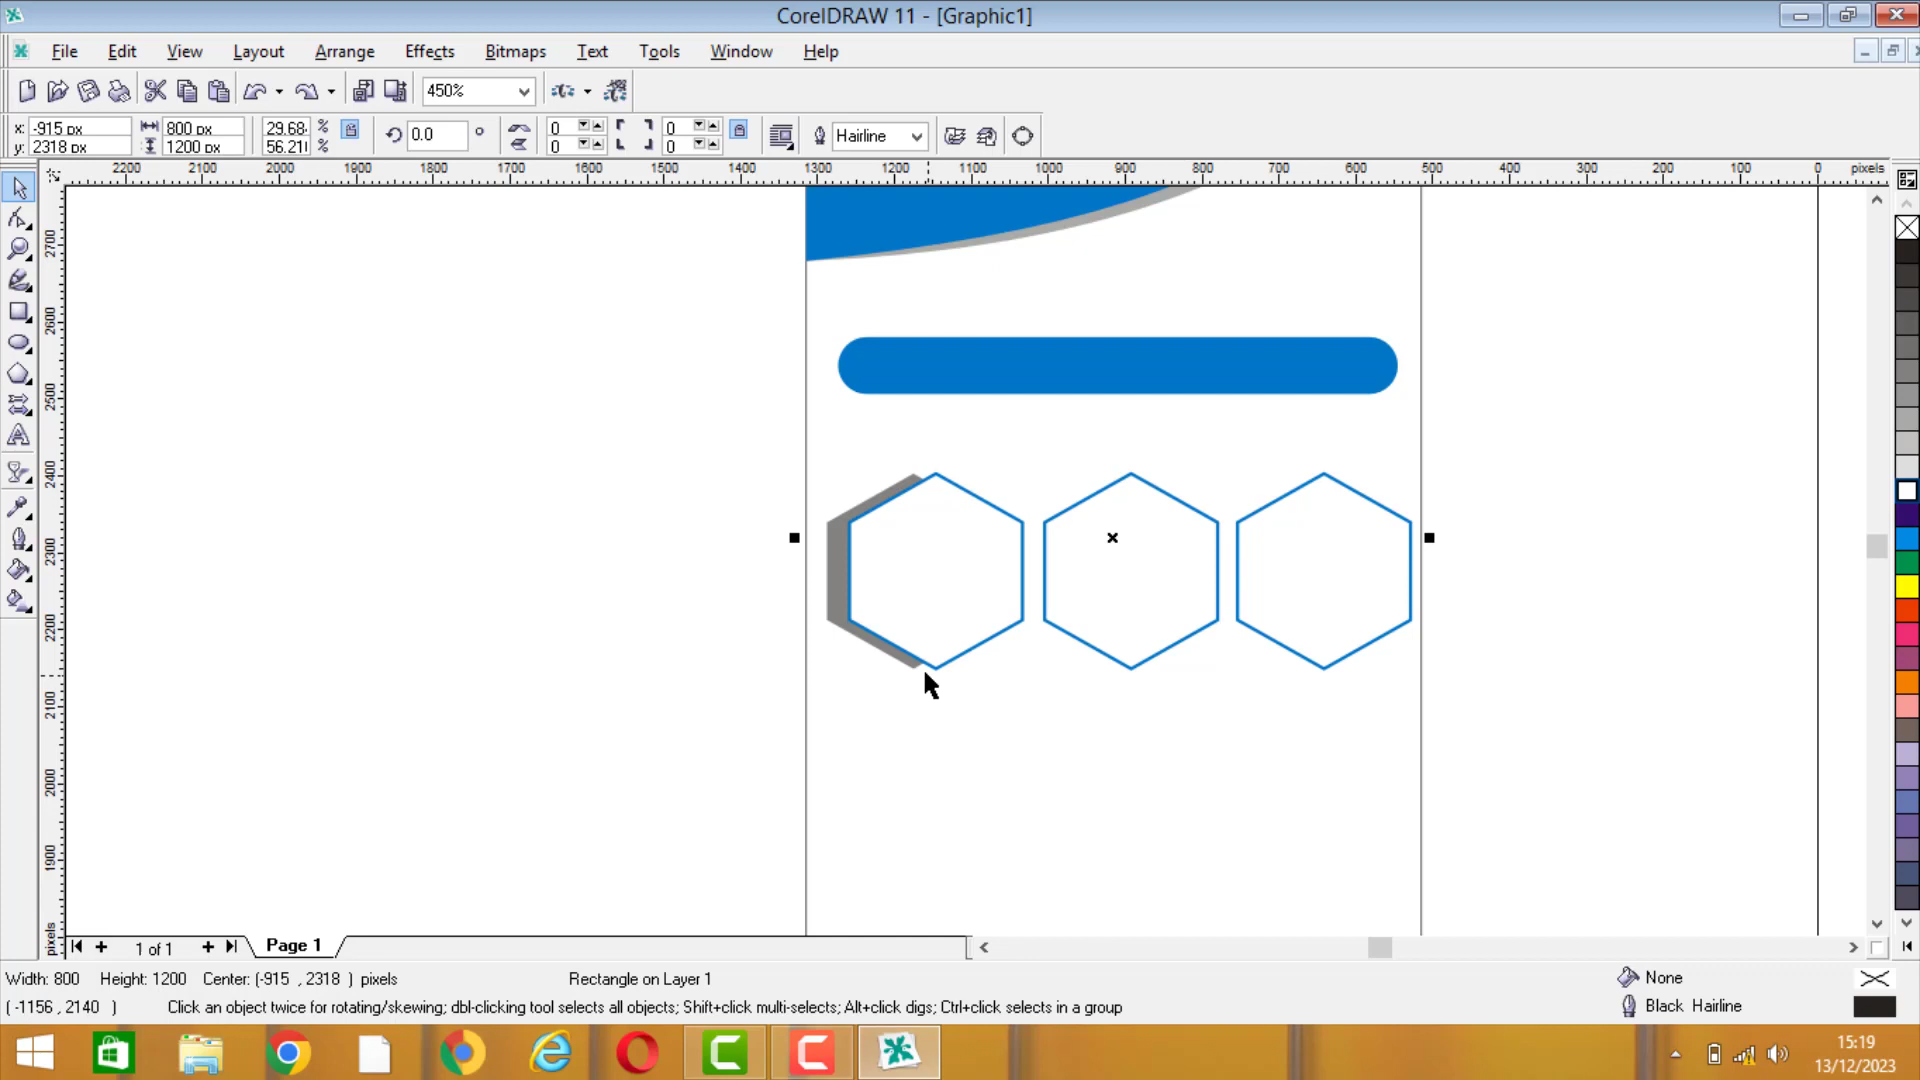 CorelDRAW 11 - [Graphic1]
File Edit View Layout Arrange Effects Bitmaps Text Tools Window Help
450%
x: -915 px 800 px 29.68 % 0.0 ° 0 0 Hairline
y: 2318 px 1200 px 56.21 % 0 0
2200 2100 2000 1900 1800 1700 1600 1500 1400 1300 1200 1100 1000 900 800 700 600 500 400 300 200 100 0 pixels
2700
2600
2500
2400
2300
2200
2100
2000
1900
pixels
1 of 1 Page 1
Width: 800 Height: 1200 Center: (-915 , 2318 ) pixels Rectangle on Layer 1 None
( -1156 , 2140 ) Click an object twice for rotating/skewing; dbl-clicking tool selects all objects; Shift+click multi-selects; Alt+click digs; Ctrl+click selects in a group Black Hairline
15:19
13/12/2023